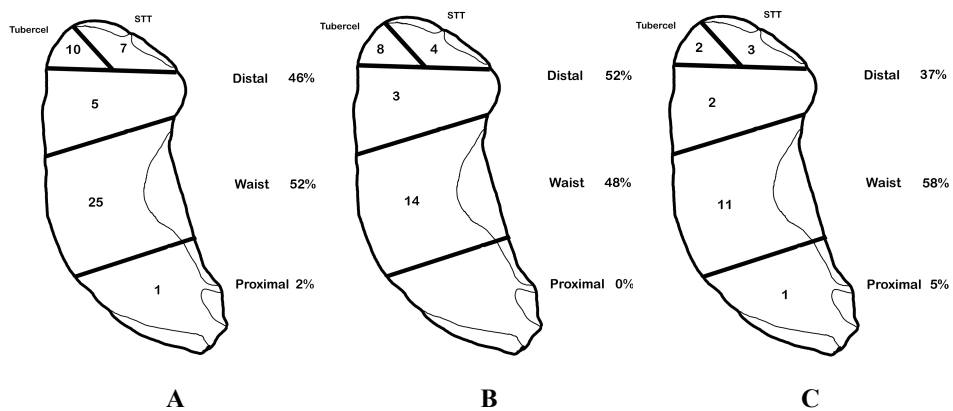 Tubercel
STT
10
7
5
25
1
Distal 46%
Waist 52%
Proximal 2%
A
Tubercel
STT
8
4
3
14
Distal 52%
Waist 48%
Proximal 0%
B
Tubercel
STT
2
3
2
11
1
Distal 37%
Waist 58%
Proximal 5%
C